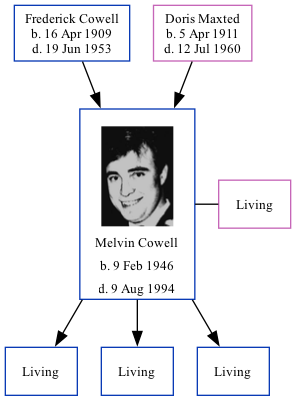 Frederick Cowell
b. 16 Apr 1909
d. 19 Jun 1953
Doris Maxted
b. 5 Apr 1911
d. 12 Jul 1960
Melvin Cowell
b. 9 Feb 1946
d. 9 Aug 1994
Living
Living
Living
Living